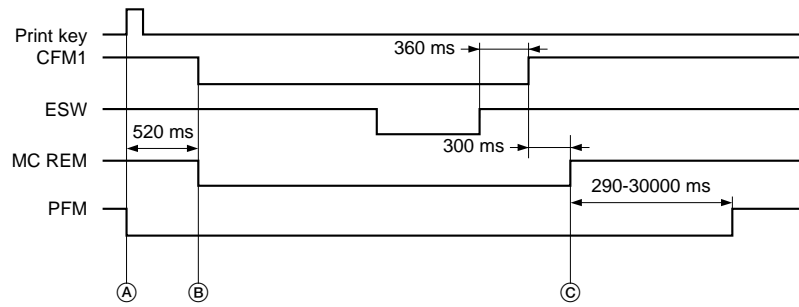 Print key
360 ms
CFM1
ESW
520 ms
300 ms
MC REM
290-30000 ms
PFM
Ⓐ Ⓑ Ⓒ